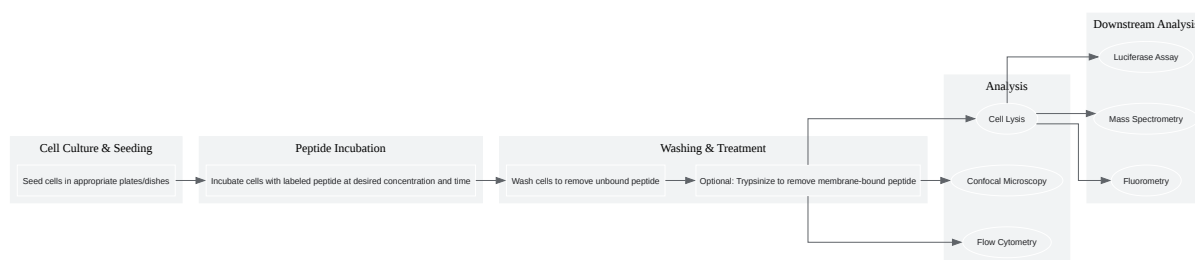 Cell Culture & Seeding
Seed cells in appropriate plates/dishes
Peptide Incubation
Incubate cells with labeled peptide at desired concentration and time
Washing & Treatment
Wash cells to remove unbound peptide
Optional: Trypsinize to remove membrane-bound peptide
Analysis
Cell Lysis
Confocal Microscopy
Flow Cytometry
Downstream Analysis
Luciferase Assay
Mass Spectrometry
Fluorometry